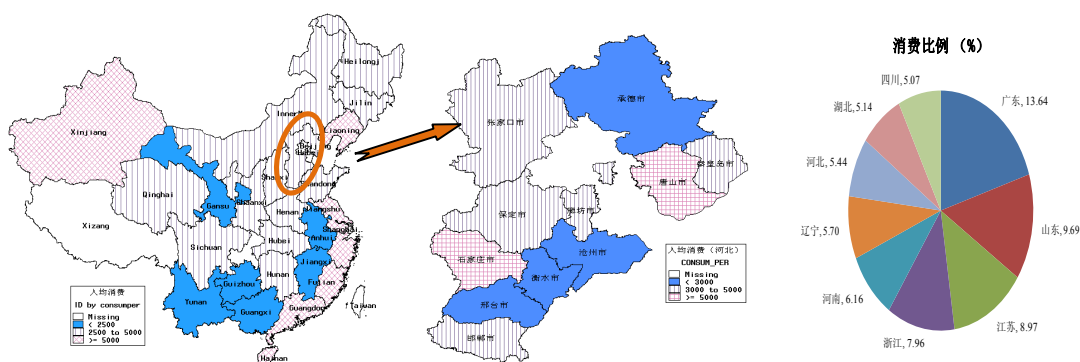 Heilongj
Jilin
InnerM
Liaoning
Xinjiang
Beijing
Shanxi
Shandong
Qinghai
Gansu
Shaanxi
Henan
Jiangshu
Shanghai
Anhui
Xizang
Sichuan
Hubei
Hunan
Jiangxi
Guizhou
Fujian
Yunan
Guangxi
Guangdong
Taiwan
Hainan
人均消费
ID by consumper
Missing
< 2500
2500 to 5000
>= 5000
承德市
张家口市
秦皇岛市
唐山市
保定市
廊坊市
石家庄市
沧州市
衡水市
邢台市
邯郸市
人均消费(河北)
CONSUM_PER
Missing
< 3000
3000 to 5000
>= 5000
消费比例 (%)
四川, 5.07
广东, 13.64
湖北, 5.14
河北, 5.44
山东, 9.69
辽宁, 5.70
河南, 6.16
江苏, 8.97
浙江, 7.96